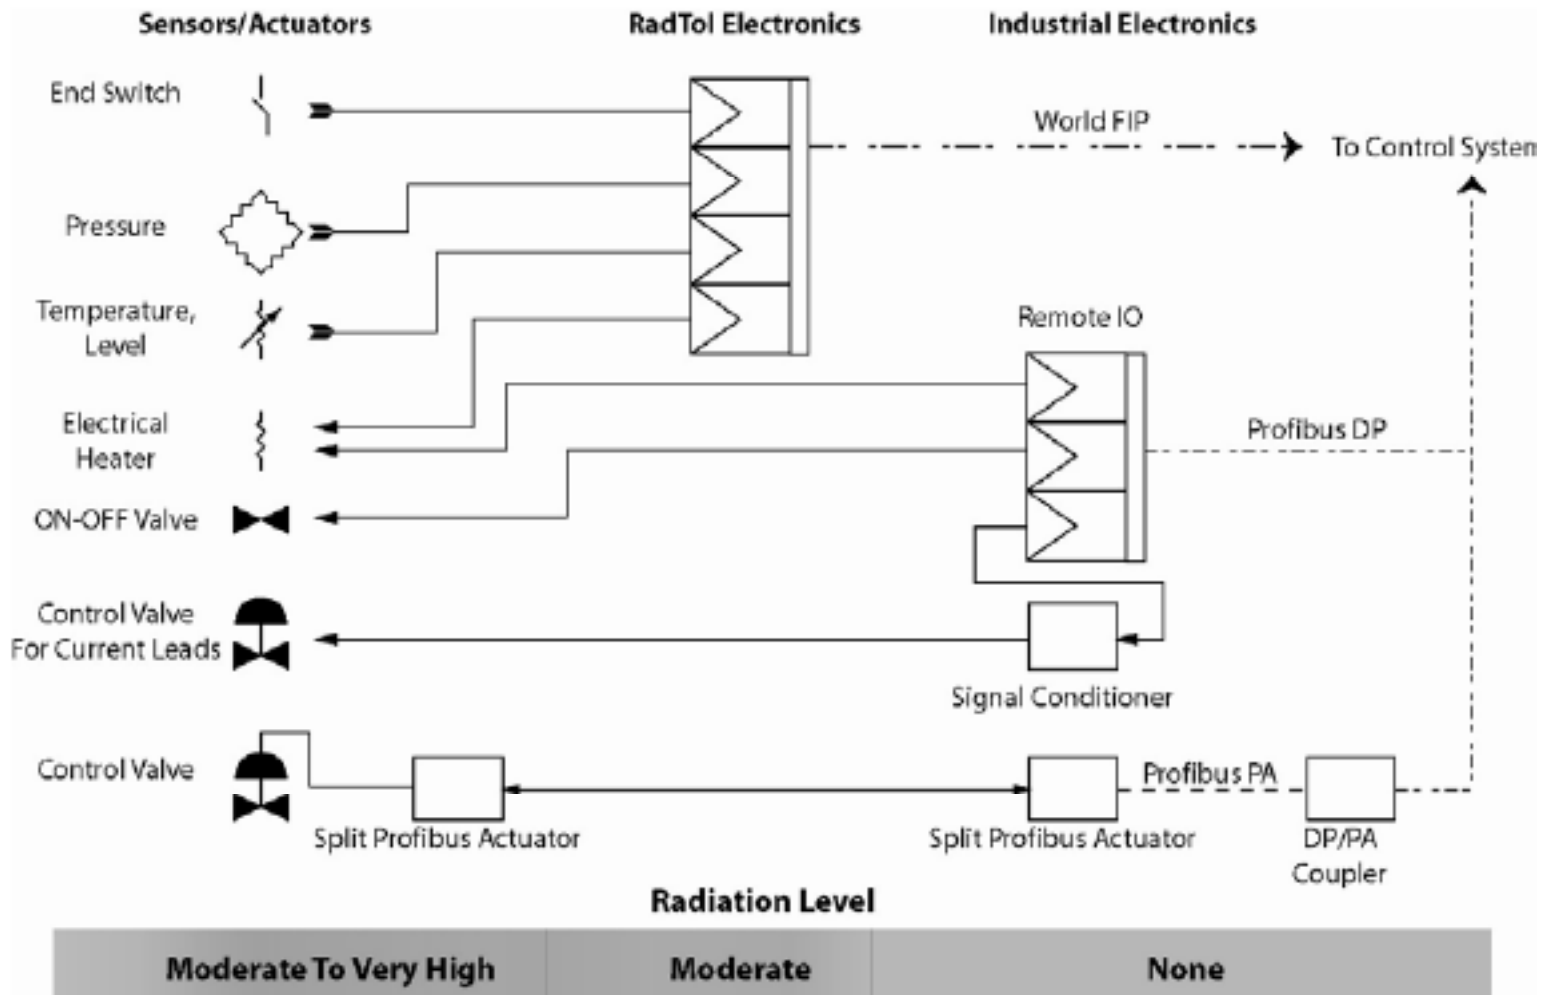 Sensors/Actuators RadTol Electronics Industrial Electronics
End Switch
World FIP
To Control System
Pressure
Temperature,
Level
Remote IO
Electrical
Heater
Profibus DP
ON-OFF Valve
Control Valve
For Current Leads
Signal Conditioner
Control Valve
Profibus PA
Split Profibus Actuator
Split Profibus Actuator
DP/PA
Coupler
Radiation Level
Moderate To Very High Moderate None